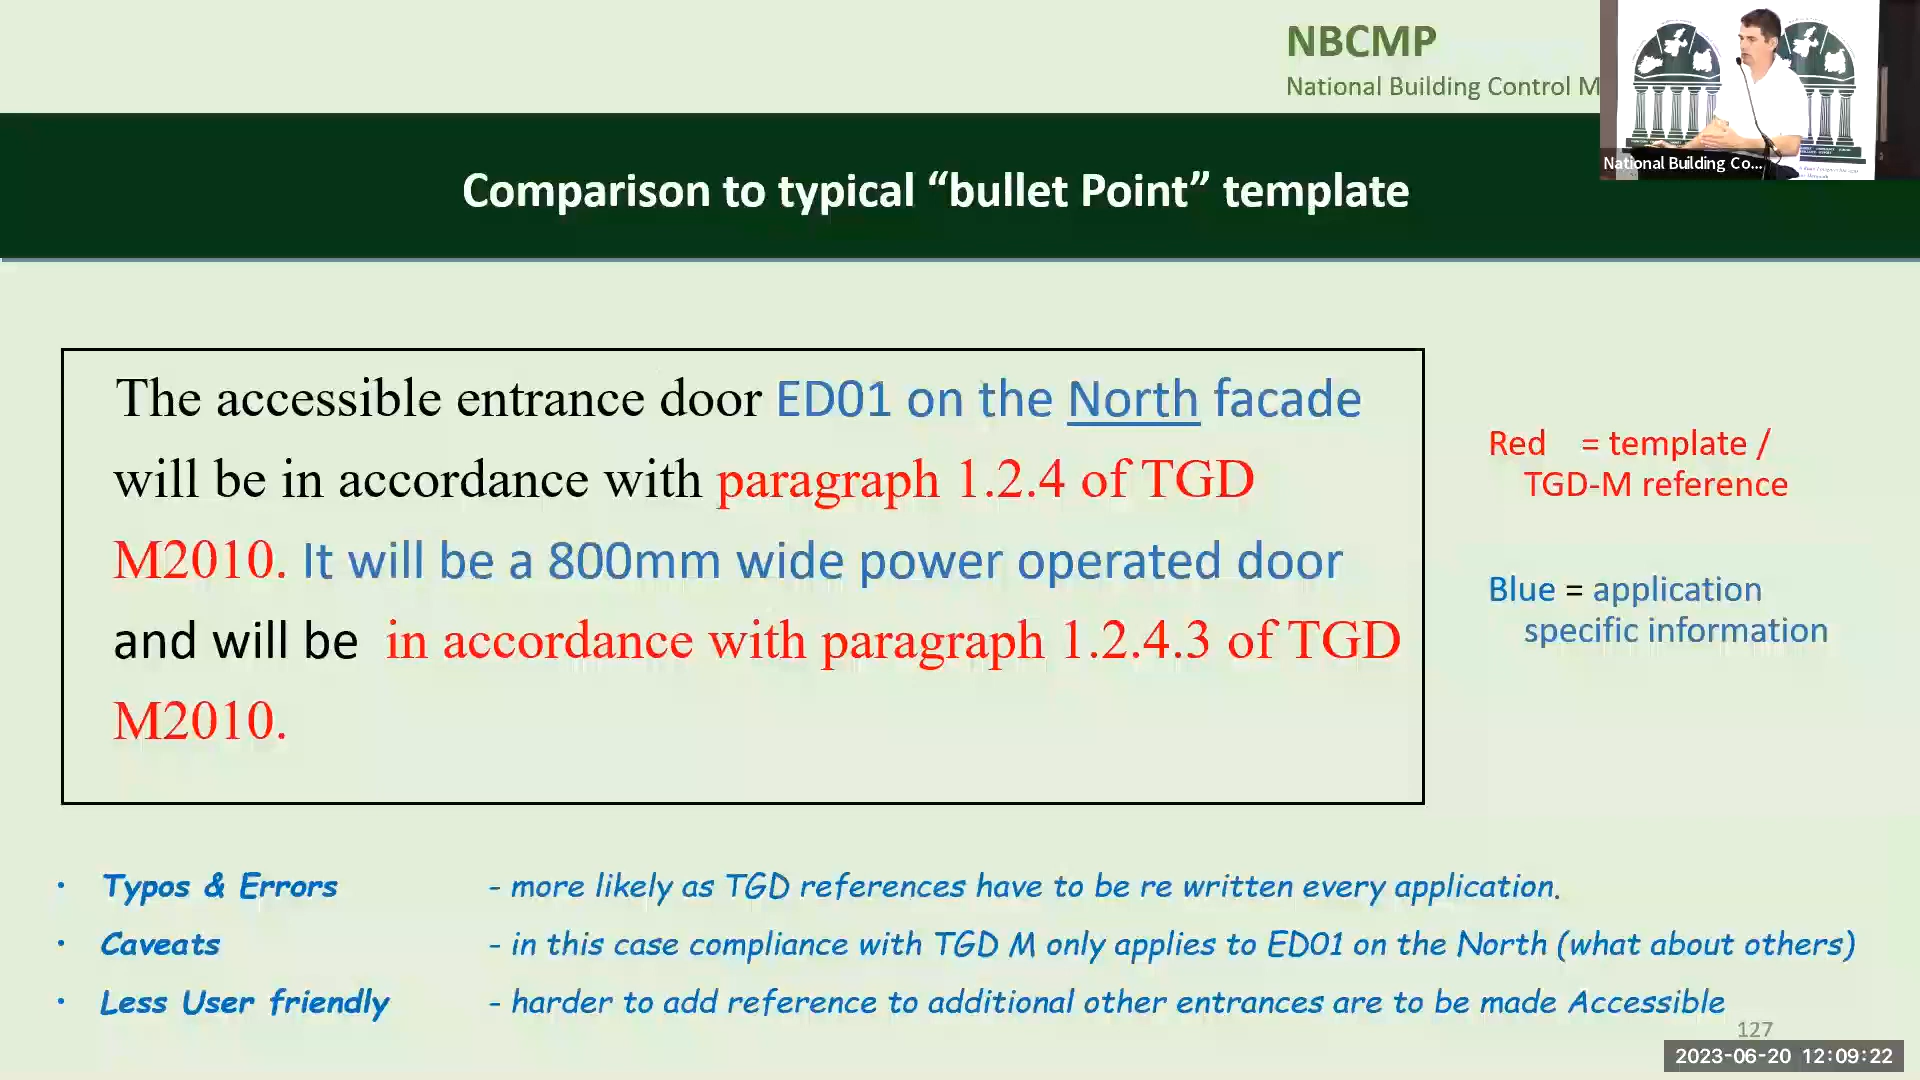 NBCMP
National Building Control M
National Building Co...
Comparison to typical “bullet Point” template
The accessible entrance door ED01 on the North facade
will be in accordance with paragraph 1.2.4 of TGD
M2010. It will be a 800mm wide power operated door
and will be in accordance with paragraph 1.2.4.3 of TGD
M2010.
Red = template /
TGD-M reference
Blue = application
specific information
· Typos & Errors - more likely as TGD references have to be re written every application.
· Caveats - in this case compliance with TGD M only applies to ED01 on the North (what about others)
· Less User friendly - harder to add reference to additional other entrances are to be made Accessible
127
2023-06-20 12:09:22